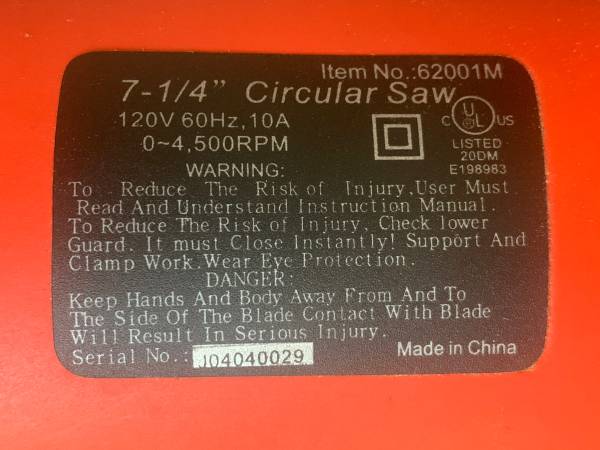 Item No.:62001M
7-1/4” Circular Saw
120V 60Hz,10A
0~4,500RPM
C UL US
LISTED
20DM
E198983
WARNING:
To Reduce The Risk of Injury,User Must
Read And Understand Instruction Manual.
To Reduce The Risk of Injury, Check lower
Guard. It must Close Instantly! Support And
Clamp Work.Wear Eye Protection.
DANGER:
Keep Hands And Body Away From And To
The Side Of The Blade Contact With Blade
Will Result In Serious Injury.
Serial No.: J04040029
Made in China